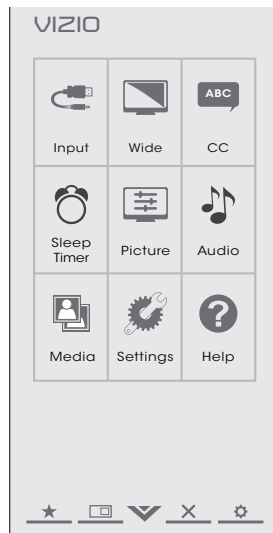 VIZIO
ABC
Input Wide CC
Sleep
Timer Picture Audio
Media Settings Help
?